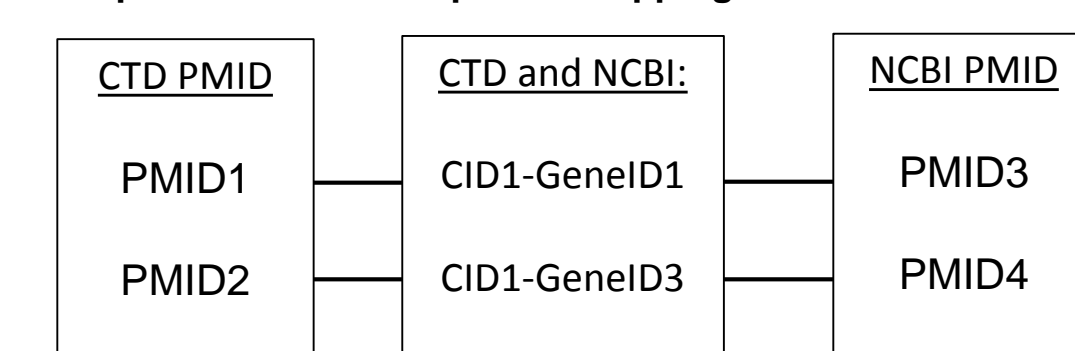 CTD PMID
CTD and NCBI:
NCBI PMID
PMID1
CID1-GeneID1
PMID3
PMID2
CID1-GeneID3
PMID4